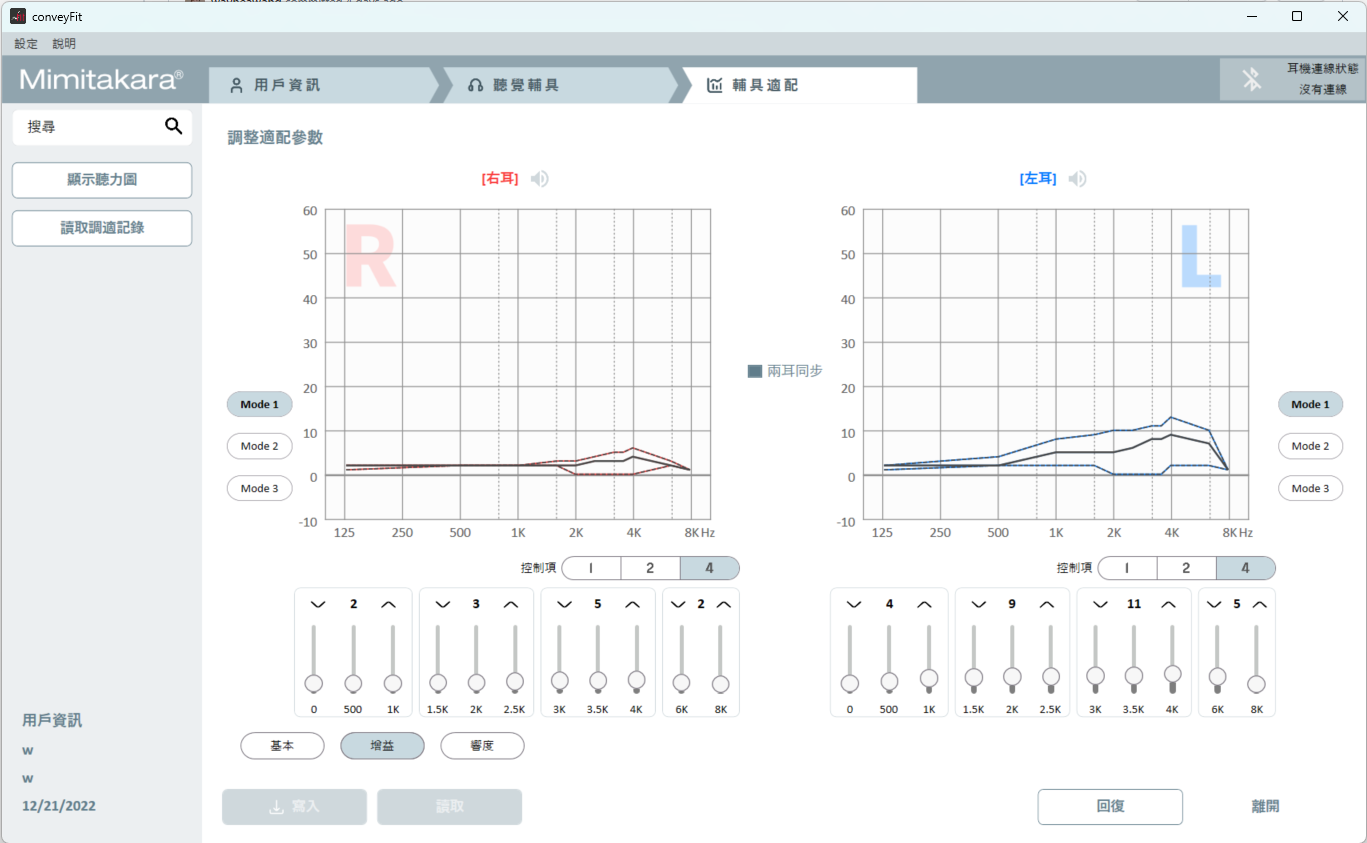 conveyFit
設定 說明
Mimitakara®
用戶資訊
聽覺輔具
輔具適配
耳機連線狀態
沒有連線
搜尋
顯示聽力圖
讀取調適記錄
調整適配參數
[右耳]
[左耳]
60
50
40
30
20
10
0
-10
R
125 250 500 1K 2K 4K 8K Hz
Mode 1
Mode 2
Mode 3
兩耳同步
60
50
40
30
20
10
0
-10
L
125 250 500 1K 2K 4K 8K Hz
Mode 1
Mode 2
Mode 3
控制項 1 2 4
控制項 1 2 4
2 3 5 2
0 500 1K 1.5K 2K 2.5K 3K 3.5K 4K 6K 8K
4 9 11 5
0 500 1K 1.5K 2K 2.5K 3K 3.5K 4K 6K 8K
基本 增益 響度
用戶資訊
w
w
12/21/2022
寫入 讀取 回復 離開